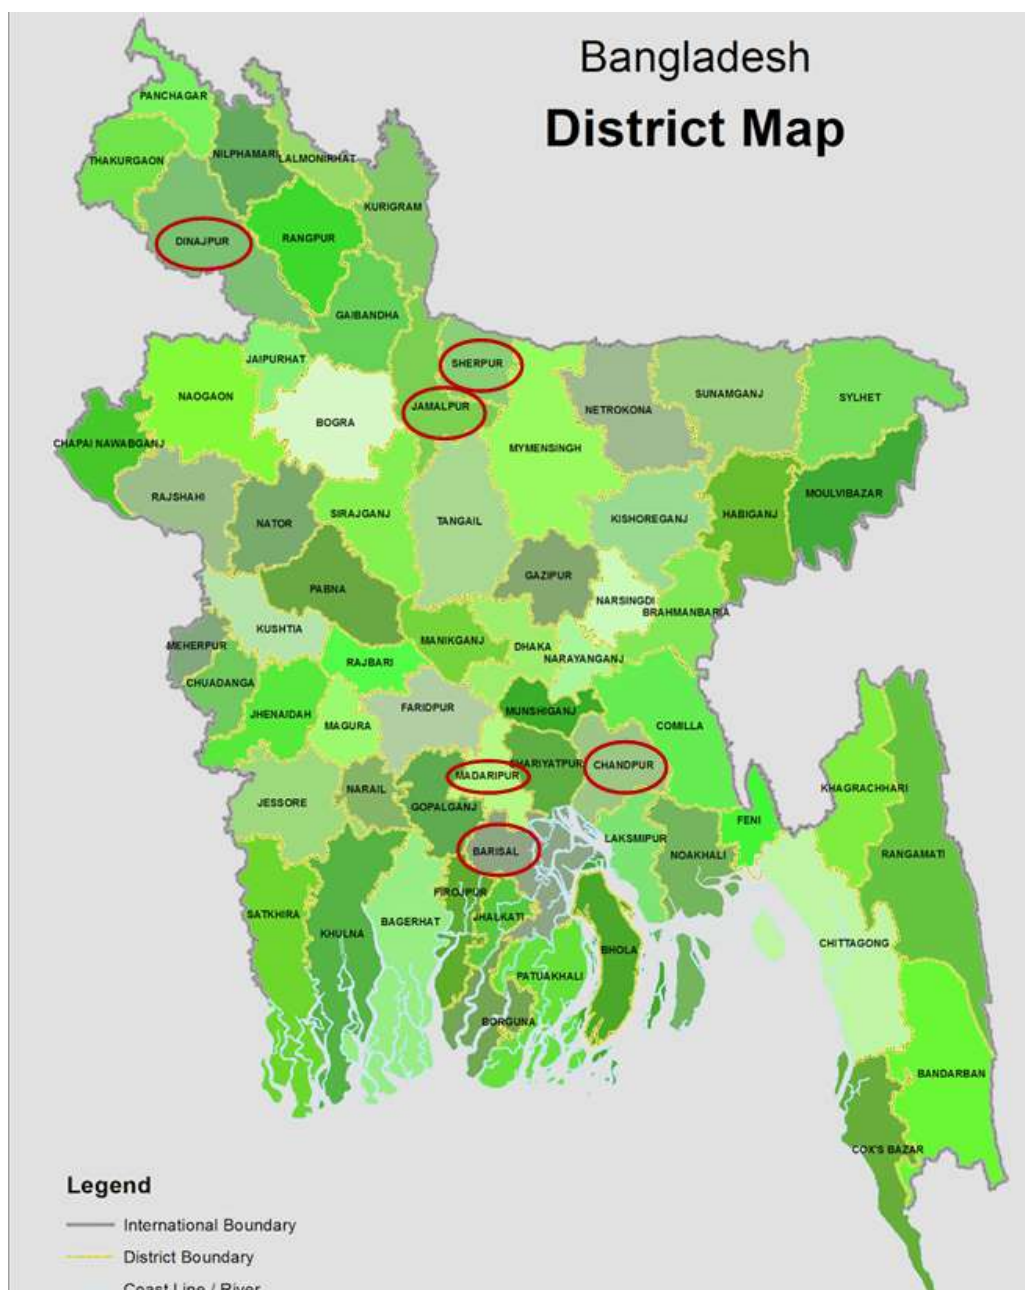 Bangladesh
District Map
PANCHAGAR
THAKURGAON
NILPHAMARI
LALMONIRHAT
KURIGRAM
DINAJPUR
RANGPUR
GAIBANDHA
JAIPURHAT
SHERPUR
NAOGAON
JAMALPUR
BOGRA
NETROKONA
SUNAMGANJ
SYLHET
CHAPAI NAWABGANJ
MYMENSINGH
RAJSHAHI
NATOR
SIRAJGANJ
TANGAIL
KISHOREGANJ
HABIGANJ
MOULVIBAZAR
PABNA
GAZIPUR
NARSINGDI
BRAHMANBARIA
KUSHTIA
MEHERPUR
MANIKGANJ
DHAKA
NARAYANGANJ
RAJBARI
CHUADANGA
JHENAIDAH
MAGURA
FARIDPUR
MUNSHIGANJ
COMILLA
SHARIYATPUR
CHANDPUR
MADARIPUR
NARAIL
JESSORE
GOPALGANJ
KHAGRACHHARI
FENI
LAKSMIPUR
NOAKHALI
RANGAMATI
BARISAL
FIROJPUR
JHALKATI
SATKHIRA
KHULNA
BAGERHAT
BHOLA
CHITTAGONG
PATUAKHALI
BORGUNA
BANDARBAN
COX'S BAZAR
Legend
International Boundary
District Boundary
Coast Line / River